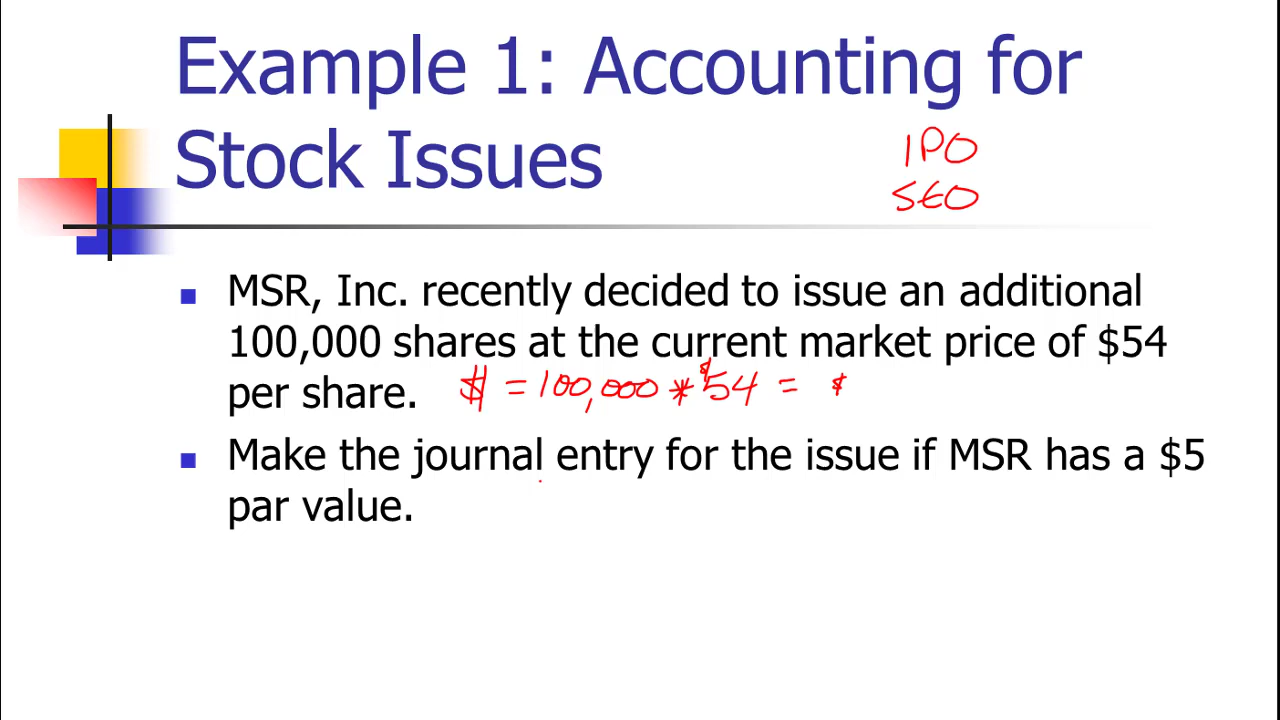 Example 1: Accounting for
Stock Issues
IPO
SEO
MSR, Inc. recently decided to issue an additional
100,000 shares at the current market price of $54
per share. $ = 100,000 * $54 = $
Make the journal entry for the issue if MSR has a $5
par value.